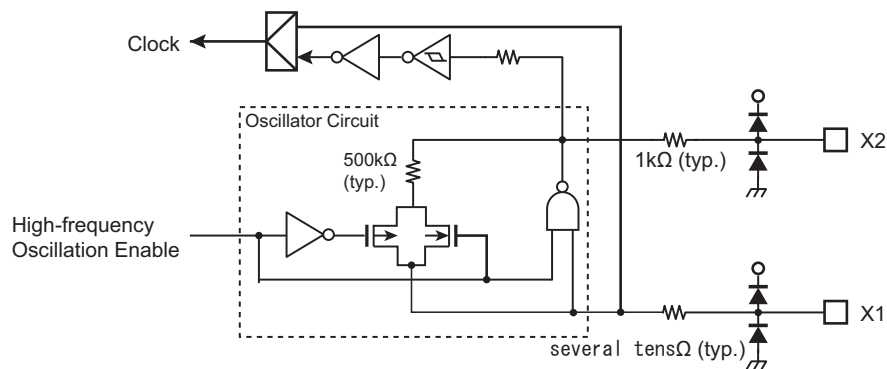 Clock
Oscillator Circuit
500kΩ
(typ.)
1kΩ (typ.)
X2
High-frequency
Oscillation Enable
X1
several tensΩ (typ.)